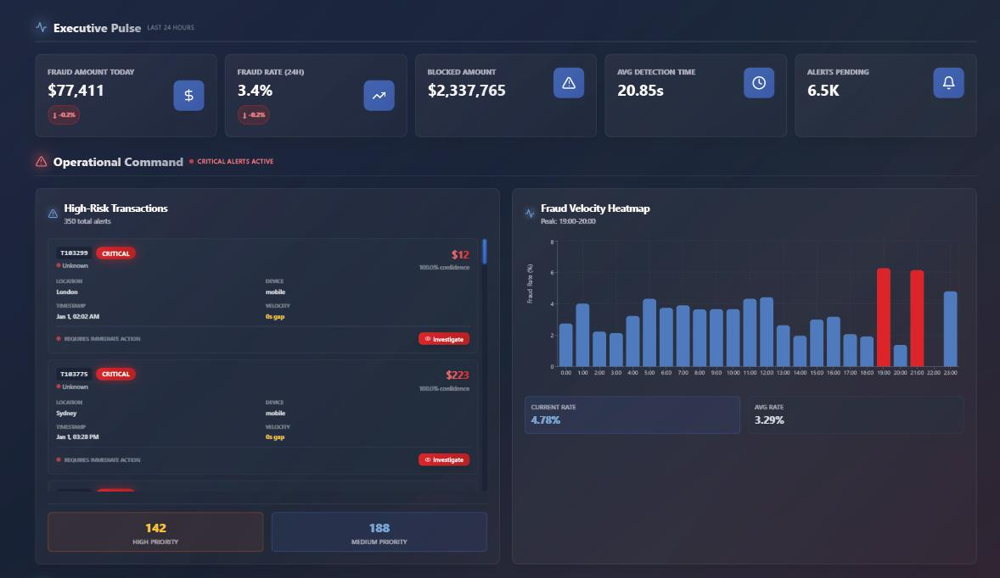 Executive Pulse LAST 24 HOURS
FRAUD AMOUNT TODAY
$77,411
↓ -0.2%
FRAUD RATE (24H)
3.4%
↓ -0.2%
BLOCKED AMOUNT
$2,337,765
AVG DETECTION TIME
20.85s
ALERTS PENDING
6.5K
Operational Command CRITICAL ALERTS ACTIVE
High-Risk Transactions
350 total alerts
T103299 CRITICAL $12
Unknown 100.0% confidence
LOCATION DEVICE
London mobile
TIMESTAMP VELOCITY
Jan 1, 02:02 AM 0s gap
REQUIRES IMMEDIATE ACTION Investigate
T103775 CRITICAL $223
Unknown 100.0% confidence
LOCATION DEVICE
Sydney mobile
TIMESTAMP VELOCITY
Jan 1, 03:28 PM 0s gap
REQUIRES IMMEDIATE ACTION Investigate
142
HIGH PRIORITY
188
MEDIUM PRIORITY
Fraud Velocity Heatmap
Peak: 19:00-20:00
Fraud Rate (%)
8
6
4
2
0
0:00 1:00 2:00 3:00 4:00 5:00 6:00 7:00 8:00 9:00 10:00 11:00 12:00 13:00 14:00 15:00 16:00 17:00 18:00 19:00 20:00 21:00 22:00 23:00
CURRENT RATE
4.78%
AVG RATE
3.29%